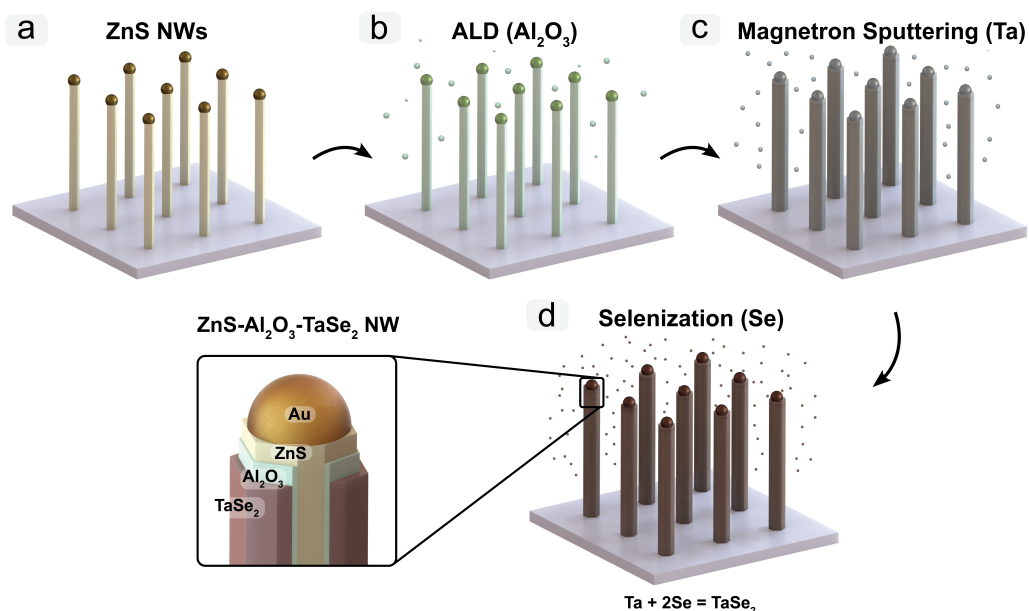 a
ZnS NWs
b
ALD (Al₂O₃)
c
Magnetron Sputtering (Ta)
ZnS-Al₂O₃-TaSe₂ NW
Au
ZnS
Al₂O₃
TaSe₂
d
Selenization (Se)
Ta + 2Se = TaSe₂